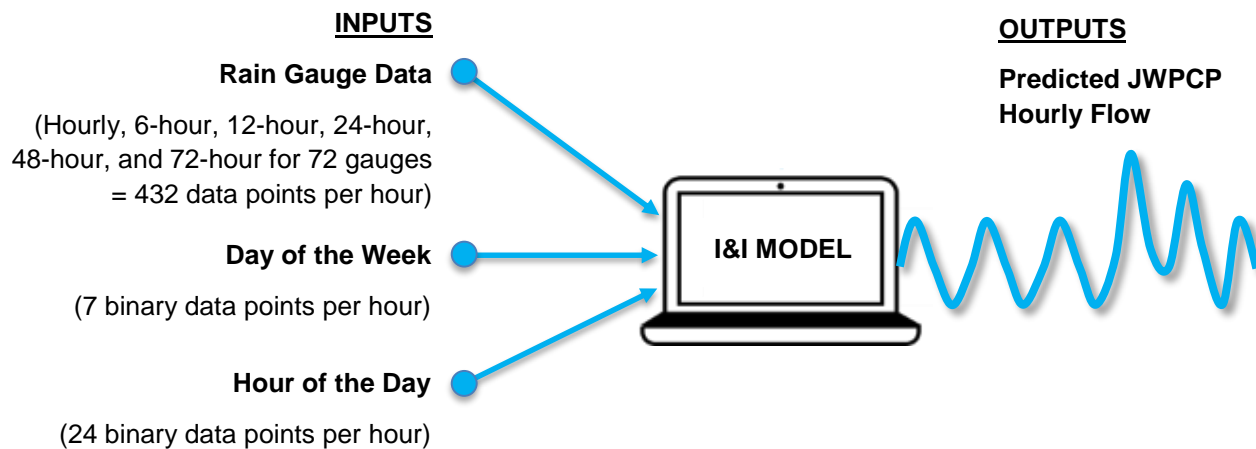 INPUTS
Rain Gauge Data
(Hourly, 6-hour, 12-hour, 24-hour,
48-hour, and 72-hour for 72 gauges
= 432 data points per hour)
Day of the Week
(7 binary data points per hour)
Hour of the Day
(24 binary data points per hour)
I&I MODEL
OUTPUTS
Predicted JWPCP
Hourly Flow